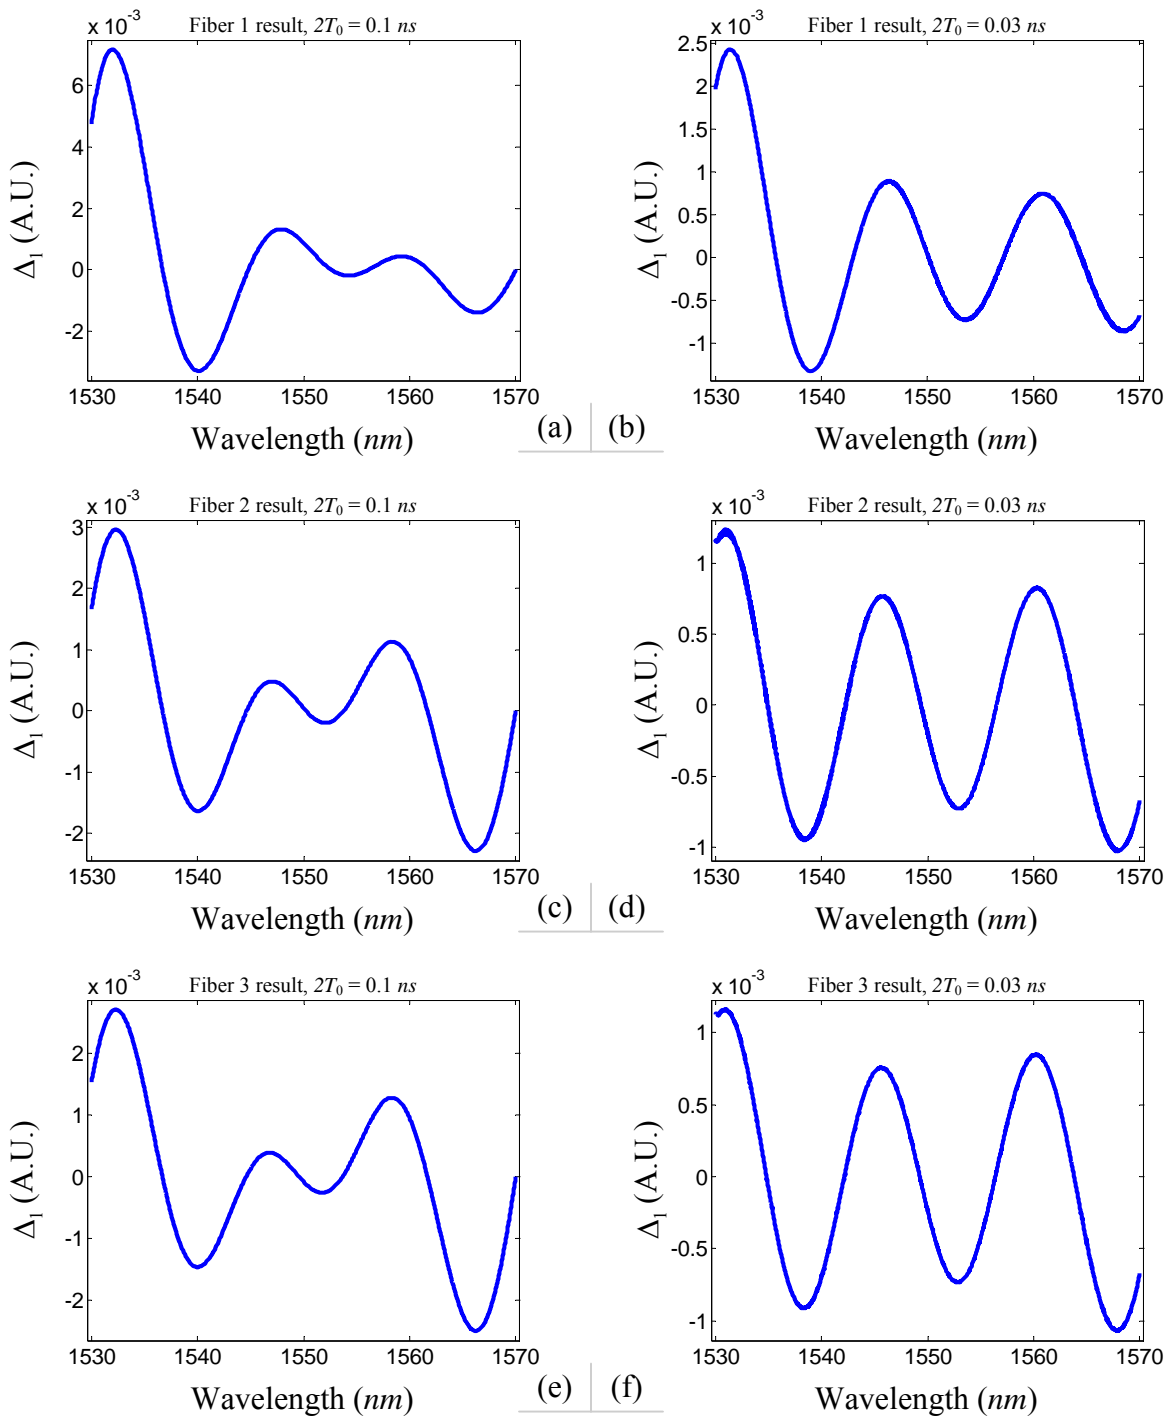 x 10⁻³ Fiber 1 result, 2T₀ = 0.1 ns
6
4
2
0
-2
Δ₁ (A.U.)
1530 1540 1550 1560 1570
Wavelength (nm)
(a)
x 10⁻³ Fiber 1 result, 2T₀ = 0.03 ns
2.5
2
1.5
1
0.5
0
-0.5
-1
Δ₁ (A.U.)
1530 1540 1550 1560 1570
Wavelength (nm)
(b)
x 10⁻³ Fiber 2 result, 2T₀ = 0.1 ns
3
2
1
0
-1
-2
Δ₁ (A.U.)
1530 1540 1550 1560 1570
Wavelength (nm)
(c)
x 10⁻³ Fiber 2 result, 2T₀ = 0.03 ns
1
0.5
0
-0.5
-1
Δ₁ (A.U.)
1530 1540 1550 1560 1570
Wavelength (nm)
(d)
x 10⁻³ Fiber 3 result, 2T₀ = 0.1 ns
2
1
0
-1
-2
Δ₁ (A.U.)
1530 1540 1550 1560 1570
Wavelength (nm)
(e)
x 10⁻³ Fiber 3 result, 2T₀ = 0.03 ns
1
0.5
0
-0.5
-1
Δ₁ (A.U.)
1530 1540 1550 1560 1570
Wavelength (nm)
(f)